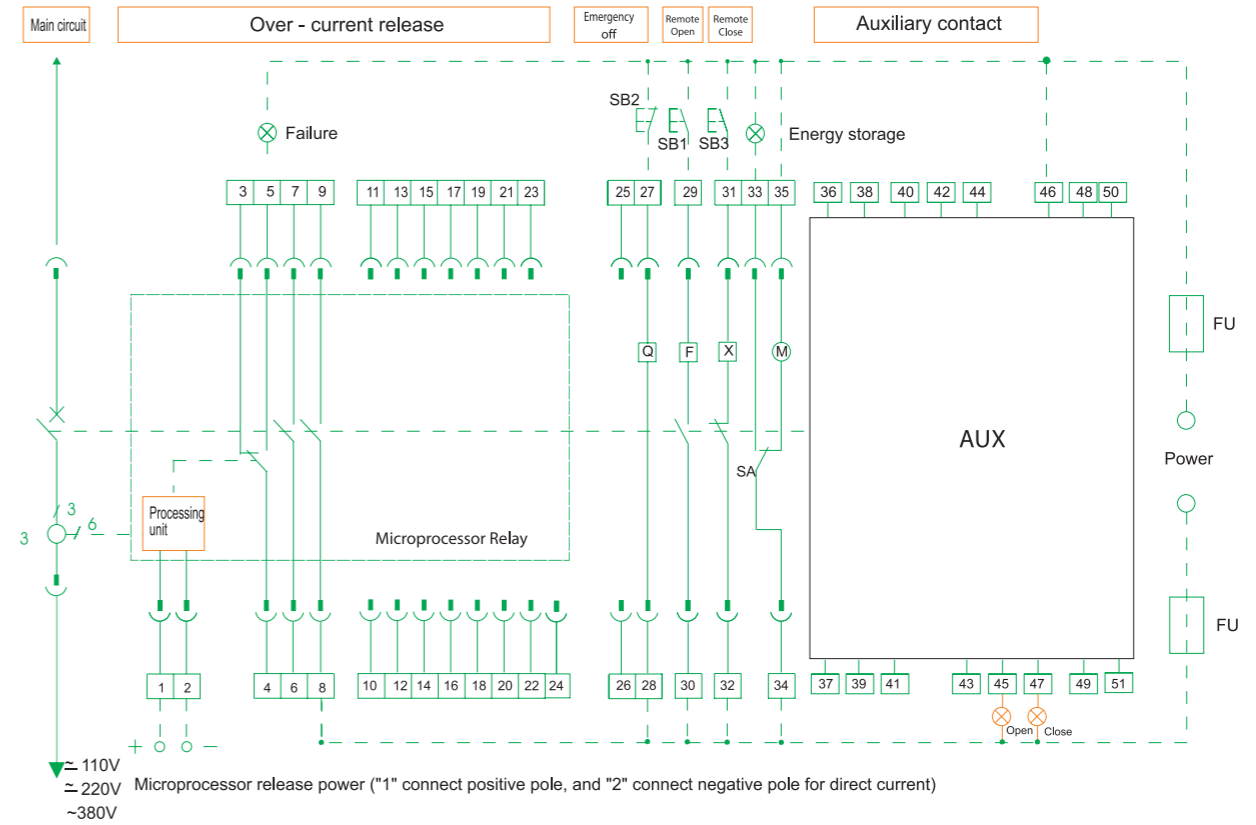 Main circuit
Over - current release
Emergency
off
Remote
Open
Remote
Close
Auxiliary contact
SB2
Failure
SB1
SB3
Energy storage
3 5 7 9 11 13 15 17 19 21 23 25 27 29 31 33 35 36 38 40 42 44 46 48 50
FU
Q F X M
AUX
Power
SA
3
Processing
unit
3 6
Microprocessor Relay
FU
1 2 4 6 8 10 12 14 16 18 20 22 24 26 28 30 32 34 37 39 41 43 45 47 49 51
Open Close
+ −
≃ 110V
≃ 220V
~380V
Microprocessor release power ("1" connect positive pole, and "2" connect negative pole for direct current)